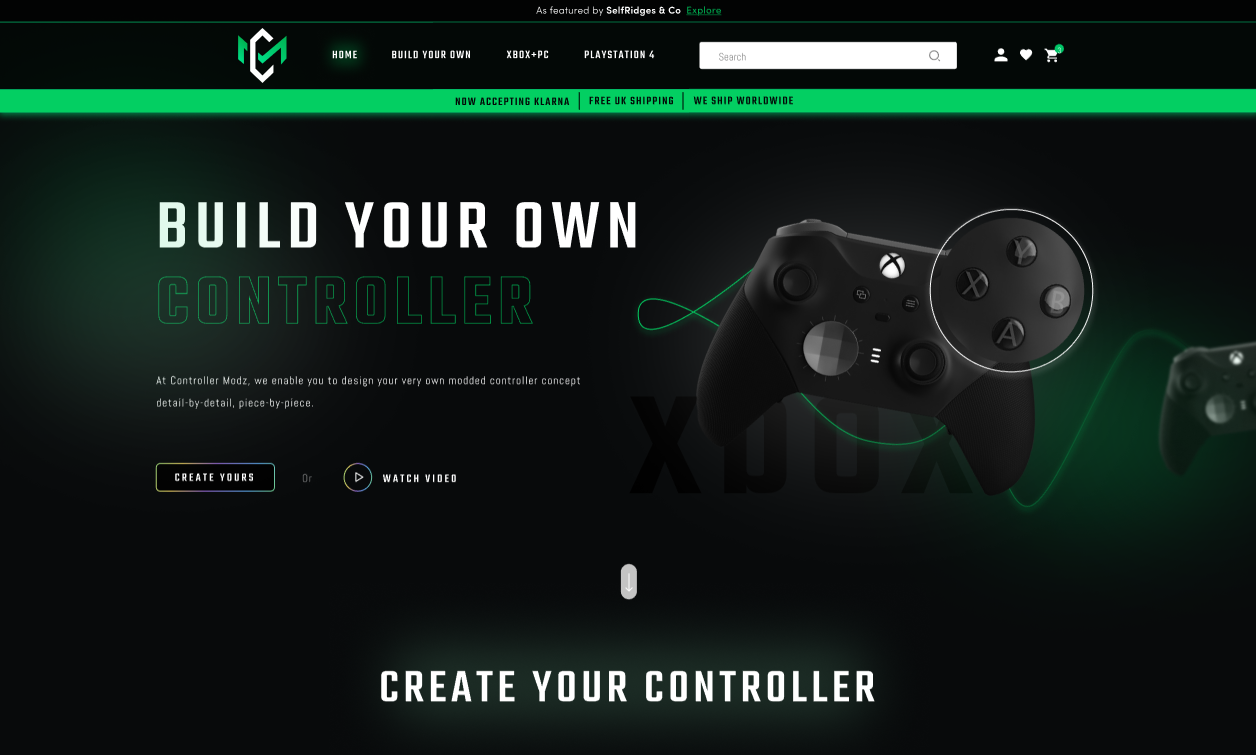 As featured by SelfRidges & Co Explore
HOME
BUILD YOUR OWN
XBOX+PC
PLAYSTATION 4
Search
0
NOW ACCEPTING KLARNA
FREE UK SHIPPING
WE SHIP WORLDWIDE
BUILD YOUR OWN
CONTROLLER
At Controller Modz, we enable you to design your very own modded controller concept
detail-by-detail, piece-by-piece.
CREATE YOURS
Or
WATCH VIDEO
Y
X
B
A
XBOX
CREATE YOUR CONTROLLER